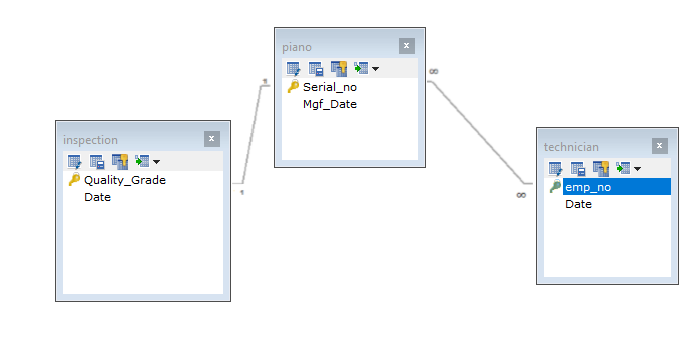 piano
x
Serial_no
Mgf_Date
1
∞
inspection
x
Quality_Grade
Date
1
technician
x
emp_no
Date
∞